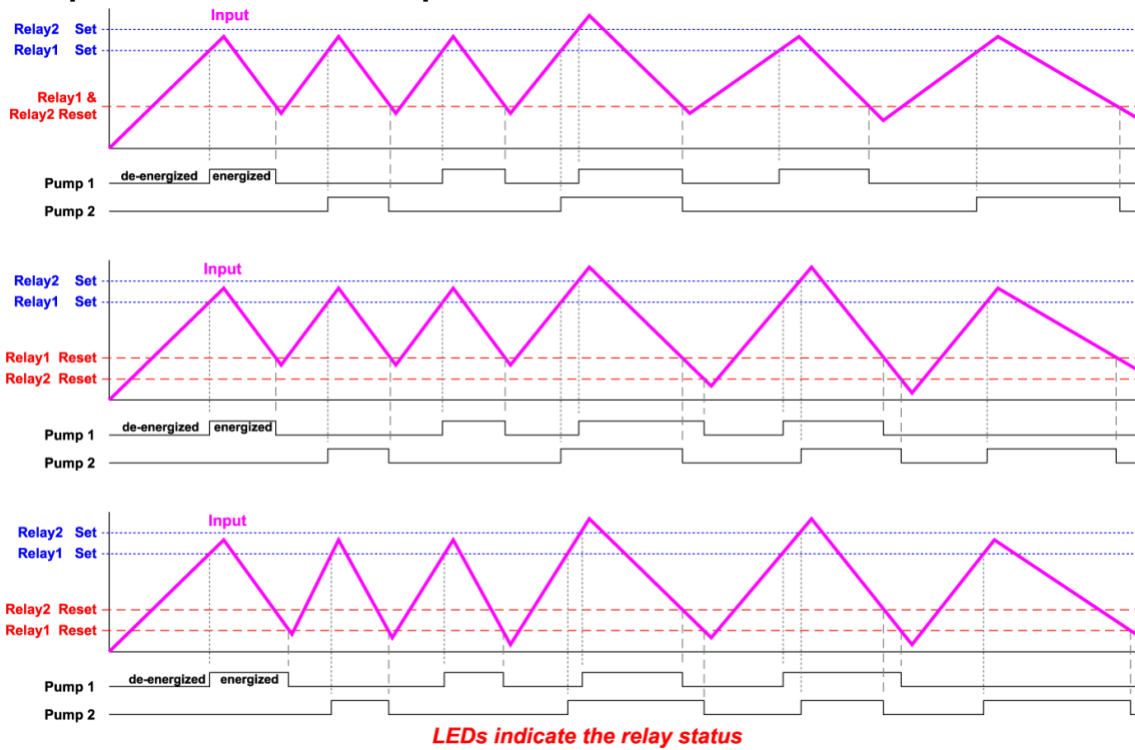 Input
Relay2 Set
Relay1 Set
Relay1 &
Relay2 Reset
de-energized energized
Pump 1
Pump 2
Input
Relay2 Set
Relay1 Set
Relay1 Reset
Relay2 Reset
de-energized energized
Pump 1
Pump 2
Input
Relay2 Set
Relay1 Set
Relay2 Reset
Relay1 Reset
de-energized energized
Pump 1
Pump 2
LEDs indicate the relay status